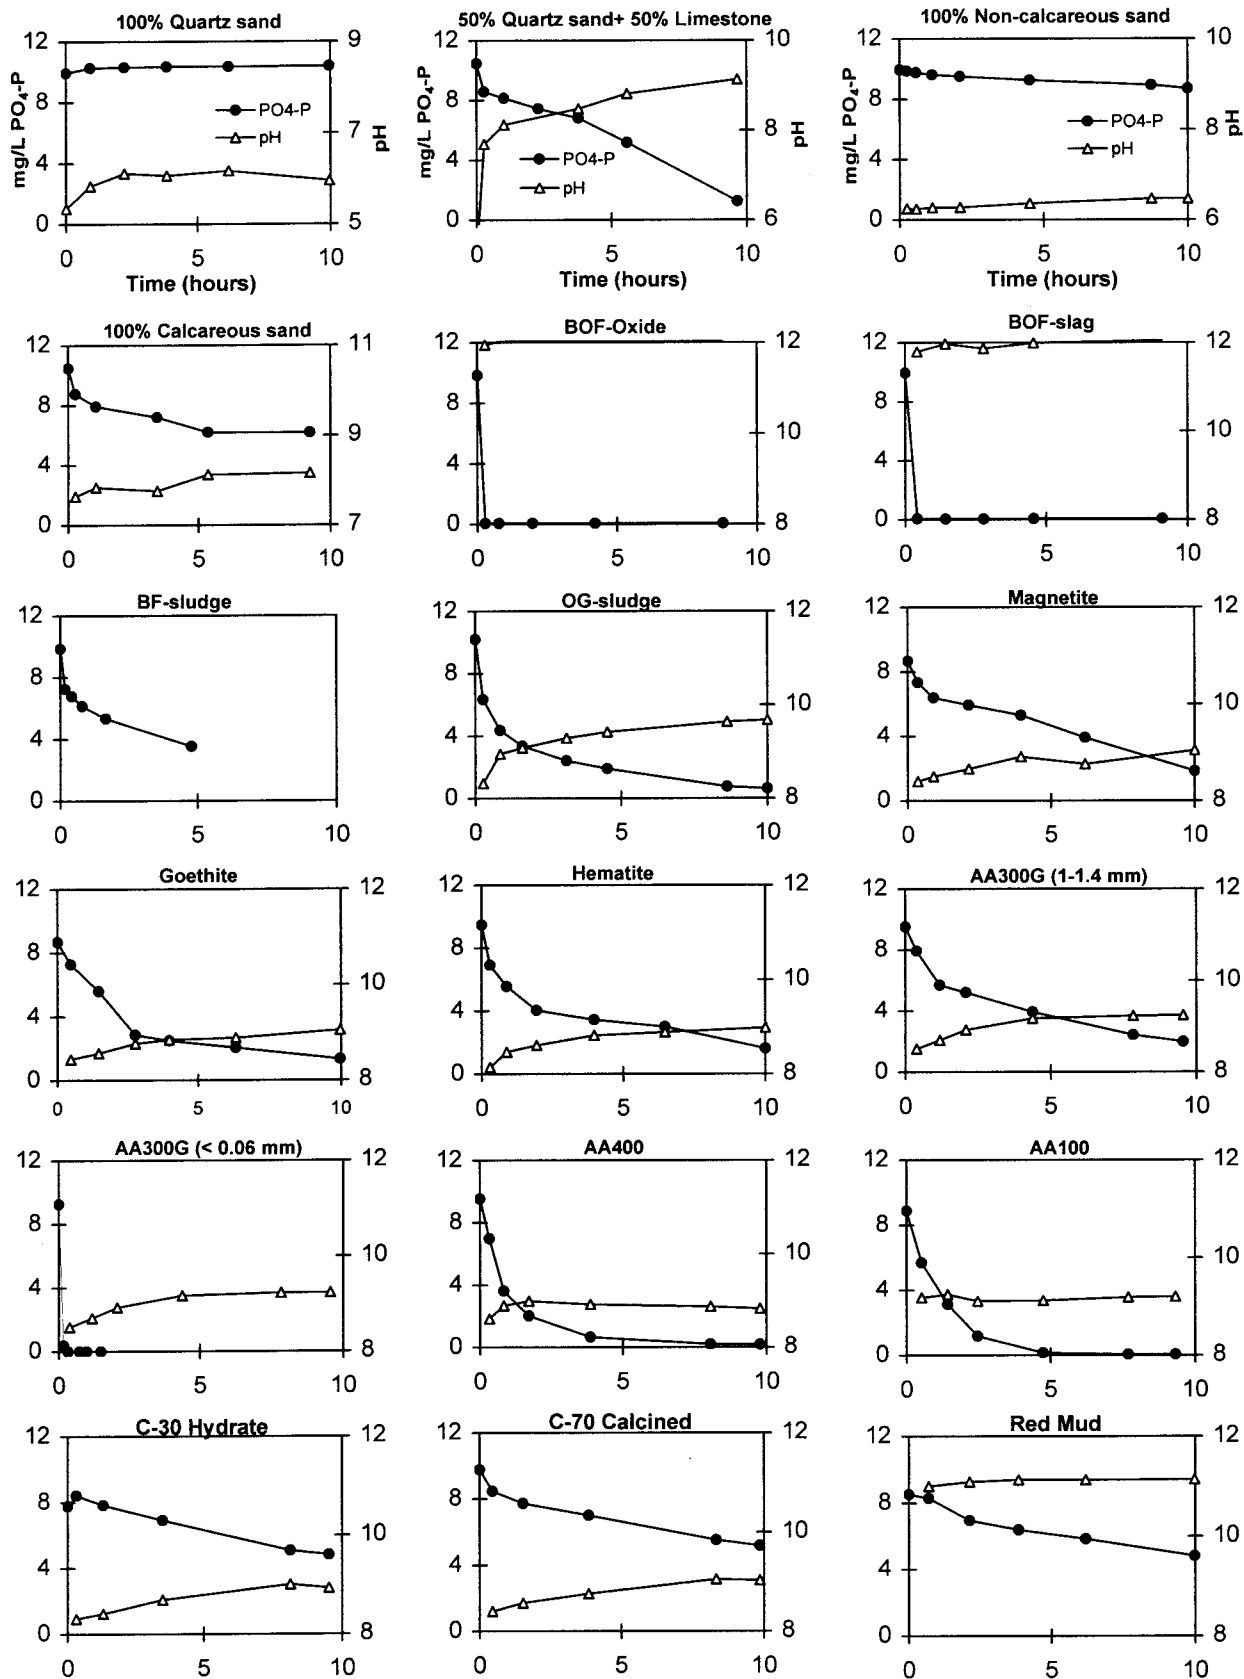 100% Quartz sand
50% Quartz sand+ 50% Limestone
100% Non-calcareous sand
mg/L PO₄-P
12
8
4
0
PO4-P
pH
9
7
5
pH
0 5 10
Time (hours)
mg/L PO₄-P
12
8
4
0
PO4-P
pH
10
8
6
pH
0 5 10
Time (hours)
mg/L PO₄-P
12
8
4
0
PO4-P
pH
10
8
6
pH
0 5 10
Time (hours)
100% Calcareous sand
BOF-Oxide
BOF-slag
12
8
4
0
11
9
7
0 5 10
12
8
4
0
12
10
8
0 5 10
12
8
4
0
12
10
8
0 5 10
BF-sludge
OG-sludge
Magnetite
12
8
4
0
0 5 10
12
8
4
0
12
10
8
0 5 10
12
8
4
0
12
10
8
0 5 10
Goethite
Hematite
AA300G (1-1.4 mm)
12
8
4
0
12
10
8
0 5 10
12
8
4
0
12
10
8
0 5 10
12
8
4
0
12
10
8
0 5 10
AA300G (< 0.06 mm)
AA400
AA100
12
8
4
0
12
10
8
0 5 10
12
8
4
0
12
10
8
0 5 10
12
8
4
0
12
10
8
0 5 10
C-30 Hydrate
C-70 Calcined
Red Mud
12
8
4
0
12
10
8
0 5 10
12
8
4
0
12
10
8
0 5 10
12
8
4
0
12
10
8
0 5 10